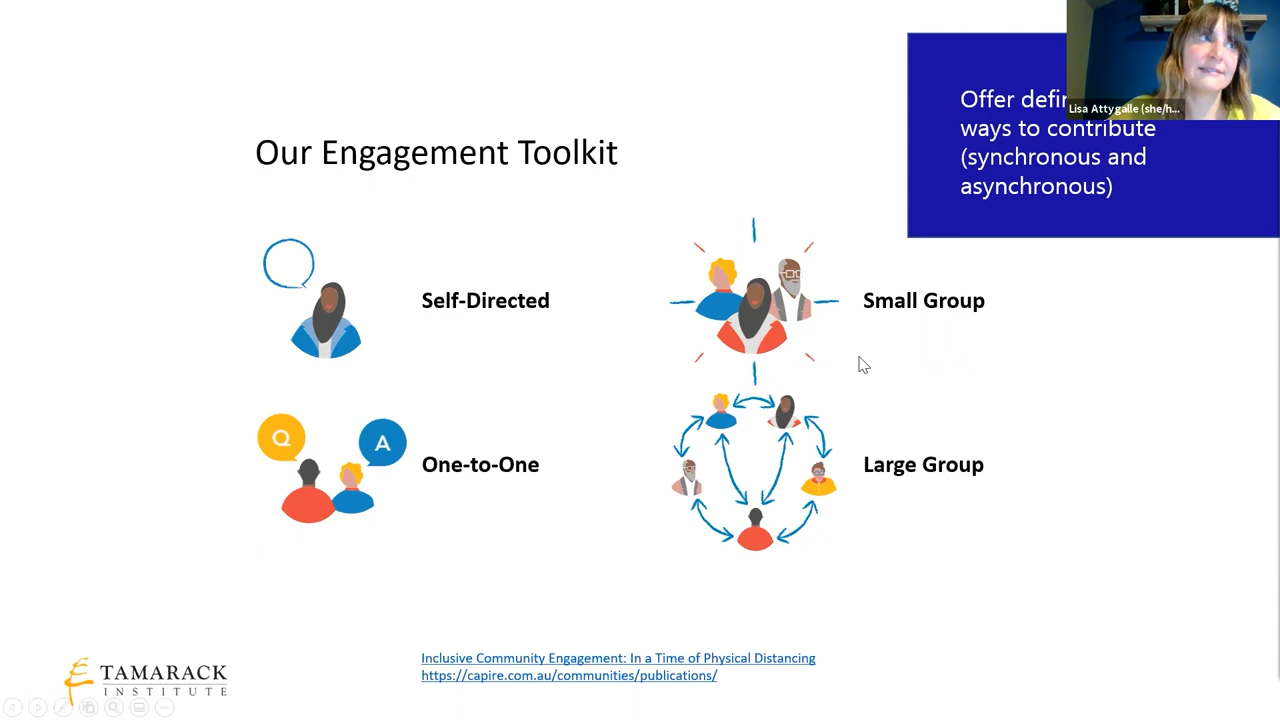 Offer defi
ways to contribute
(synchronous and
asynchronous)
Lisa Attygalle (she/h...
Our Engagement Toolkit
Self-Directed
Small Group
Q
A
One-to-One
Large Group
Inclusive Community Engagement: In a Time of Physical Distancing
https://capire.com.au/communities/publications/
TAMARACK
INSTITUTE